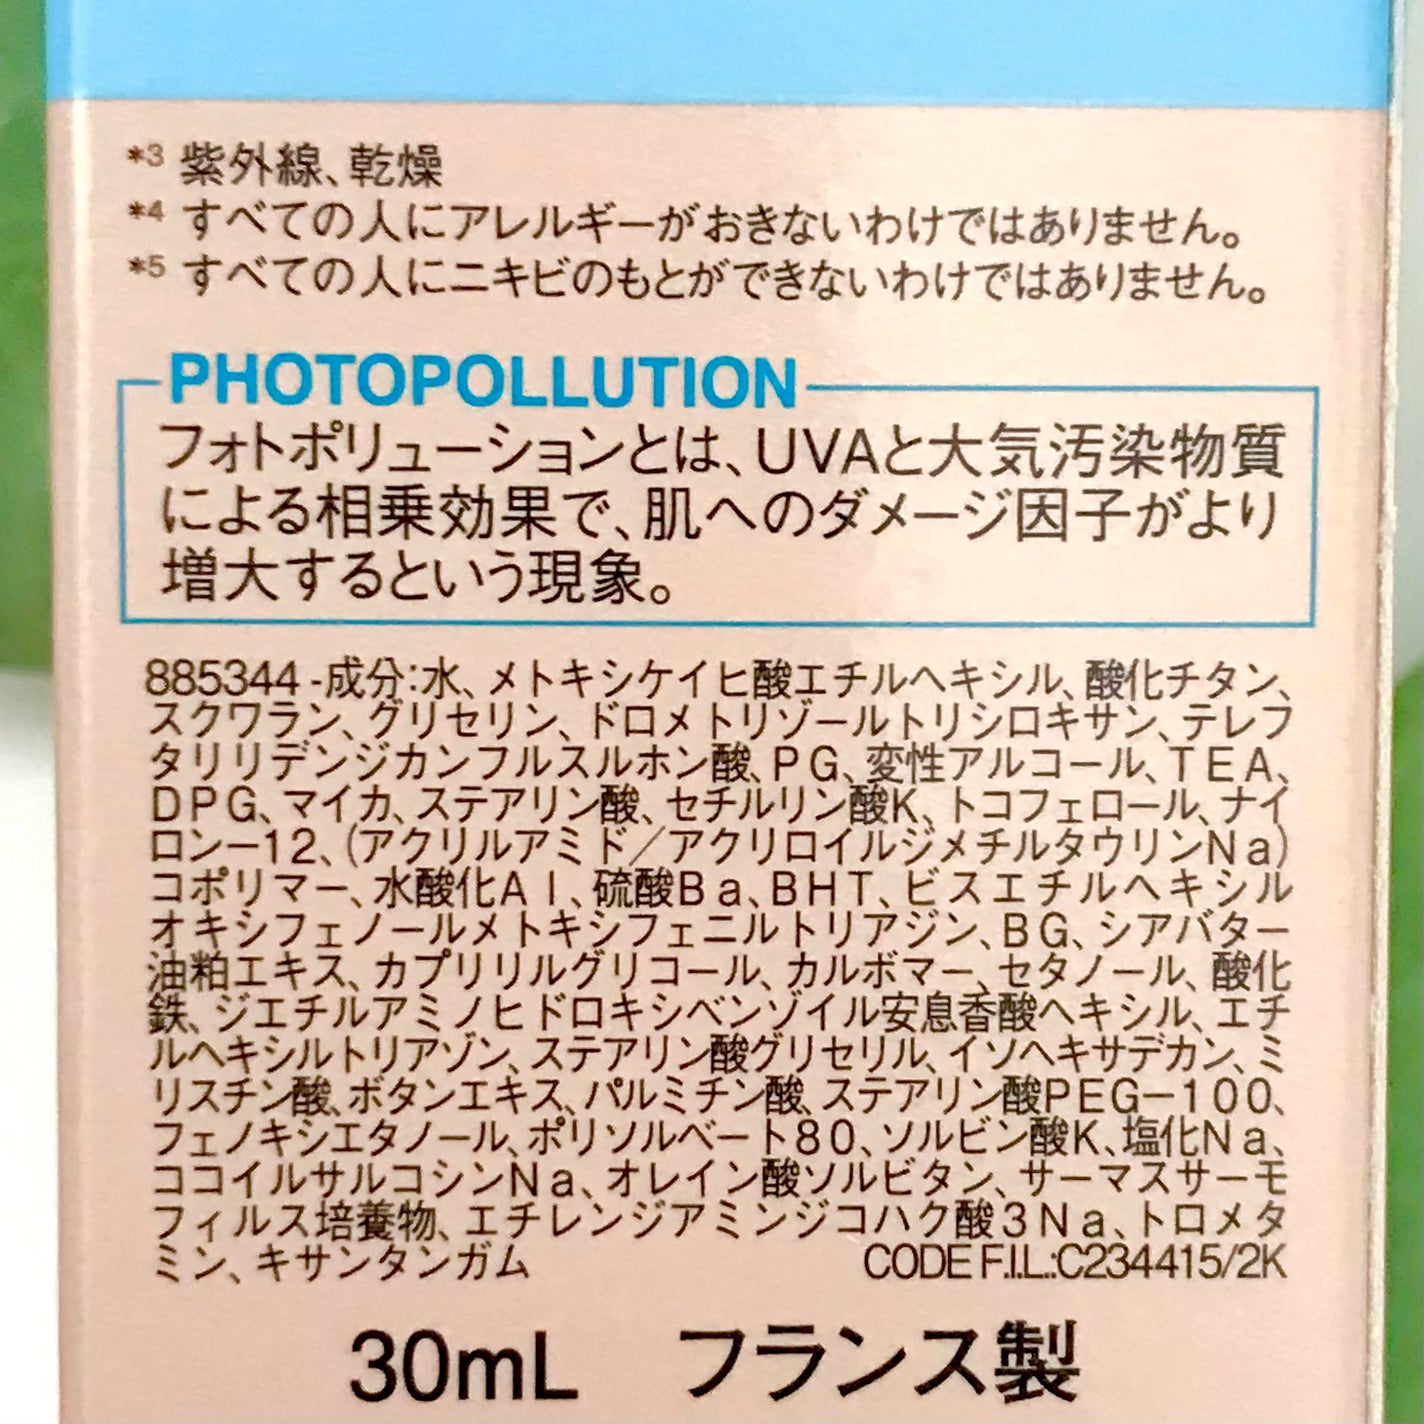 *3 紫外線、乾燥
*4 すべての人にアレルギーがおきないわけではありません。
*5 すべての人にニキビのもとができないわけではありません。
PHOTOPOLLUTION
フォトポリューションとは、UVAと大気汚染物質
による相乗効果で、肌へのダメージ因子がより
増大するという現象。
885344 -成分:水、メトキシケイヒ酸エチルヘキシル、酸化チタン、
スクワラン、グリセリン、ドロメトリゾールトリシロキサン、テレフ
タリリデンジカンフルスルホン酸、PG、変性アルコール、TEA、
DPG、マイカ、ステアリン酸、セチルリン酸K、トコフェロール、ナイ
ロン－12、(アクリルアミド／アクリロイルジメチルタウリンNa)
コポリマー、水酸化Al、硫酸Ba、BHT、ビスエチルヘキシル
オキシフェノールメトキシフェニルトリアジン、BG、シアバター
油粕エキス、カプリリルグリコール、カルボマー、セタノール、酸化
鉄、ジエチルアミノヒドロキシベンゾイル安息香酸ヘキシル、エチ
ルヘキシルトリアゾン、ステアリン酸グリセリル、イソヘキサデカン、ミ
リスチン酸、ボタンエキス、パルミチン酸、ステアリン酸PEG－100、
フェノキシエタノール、ポリソルベート80、ソルビン酸K、塩化Na、
ココイルサルコシンNa、オレイン酸ソルビタン、サーマスサーモ
フィルス培養物、エチレンジアミンジコハク酸3Na、トロメタ
ミン、キサンタンガム CODE F.I.L.:C234415/2K
30mL フランス製